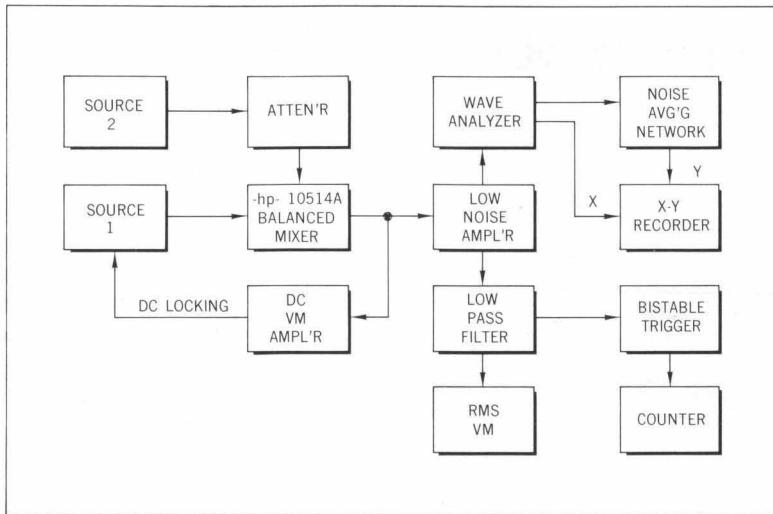 SOURCE
2
ATTEN'R
WAVE
ANALYZER
NOISE
AVG'G
NETWORK
Y
SOURCE
1
-hp- 10514A
BALANCED
MIXER
LOW
NOISE
AMPL'R
X
X-Y
RECORDER
DC LOCKING
DC
VM
AMPL'R
LOW
PASS
FILTER
BISTABLE
TRIGGER
RMS
VM
COUNTER